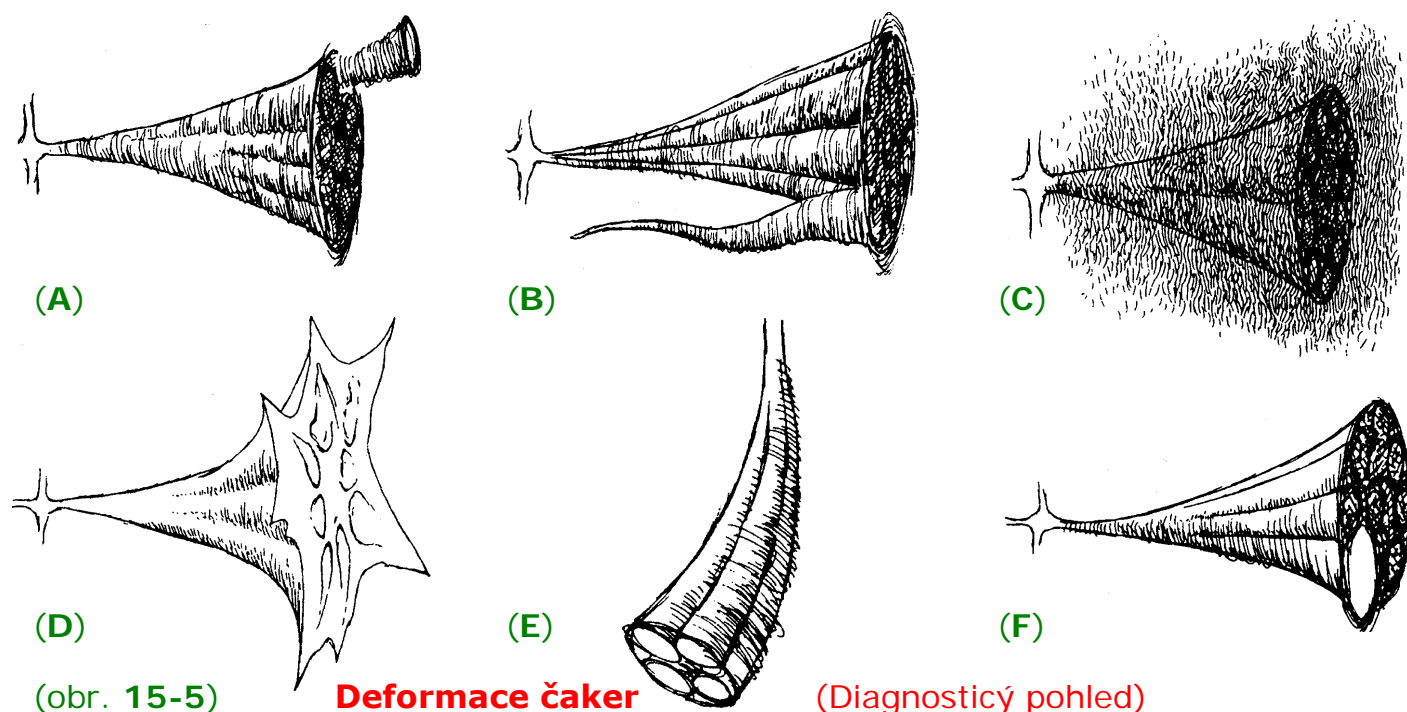 (A)
(B)
(C)
(D)
(E)
(F)
(obr. 15-5) Deformace čaker (Diagnosticý pohled)